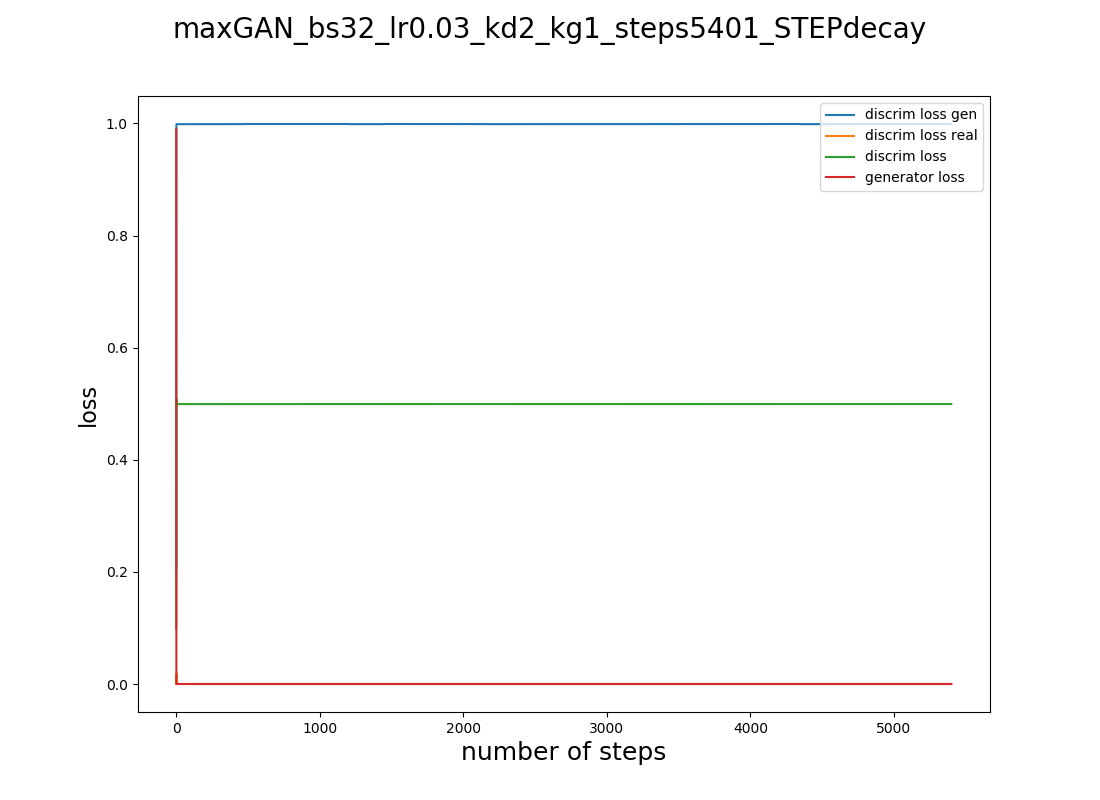 maxGAN_bs32_lr0.03_kd2_kg1_steps5401_STEPdecay
1.0
0.8
0.6
0.4
0.2
0.0
loss
discrim loss gen
discrim loss real
discrim loss
generator loss
0 1000 2000 3000 4000 5000
number of steps